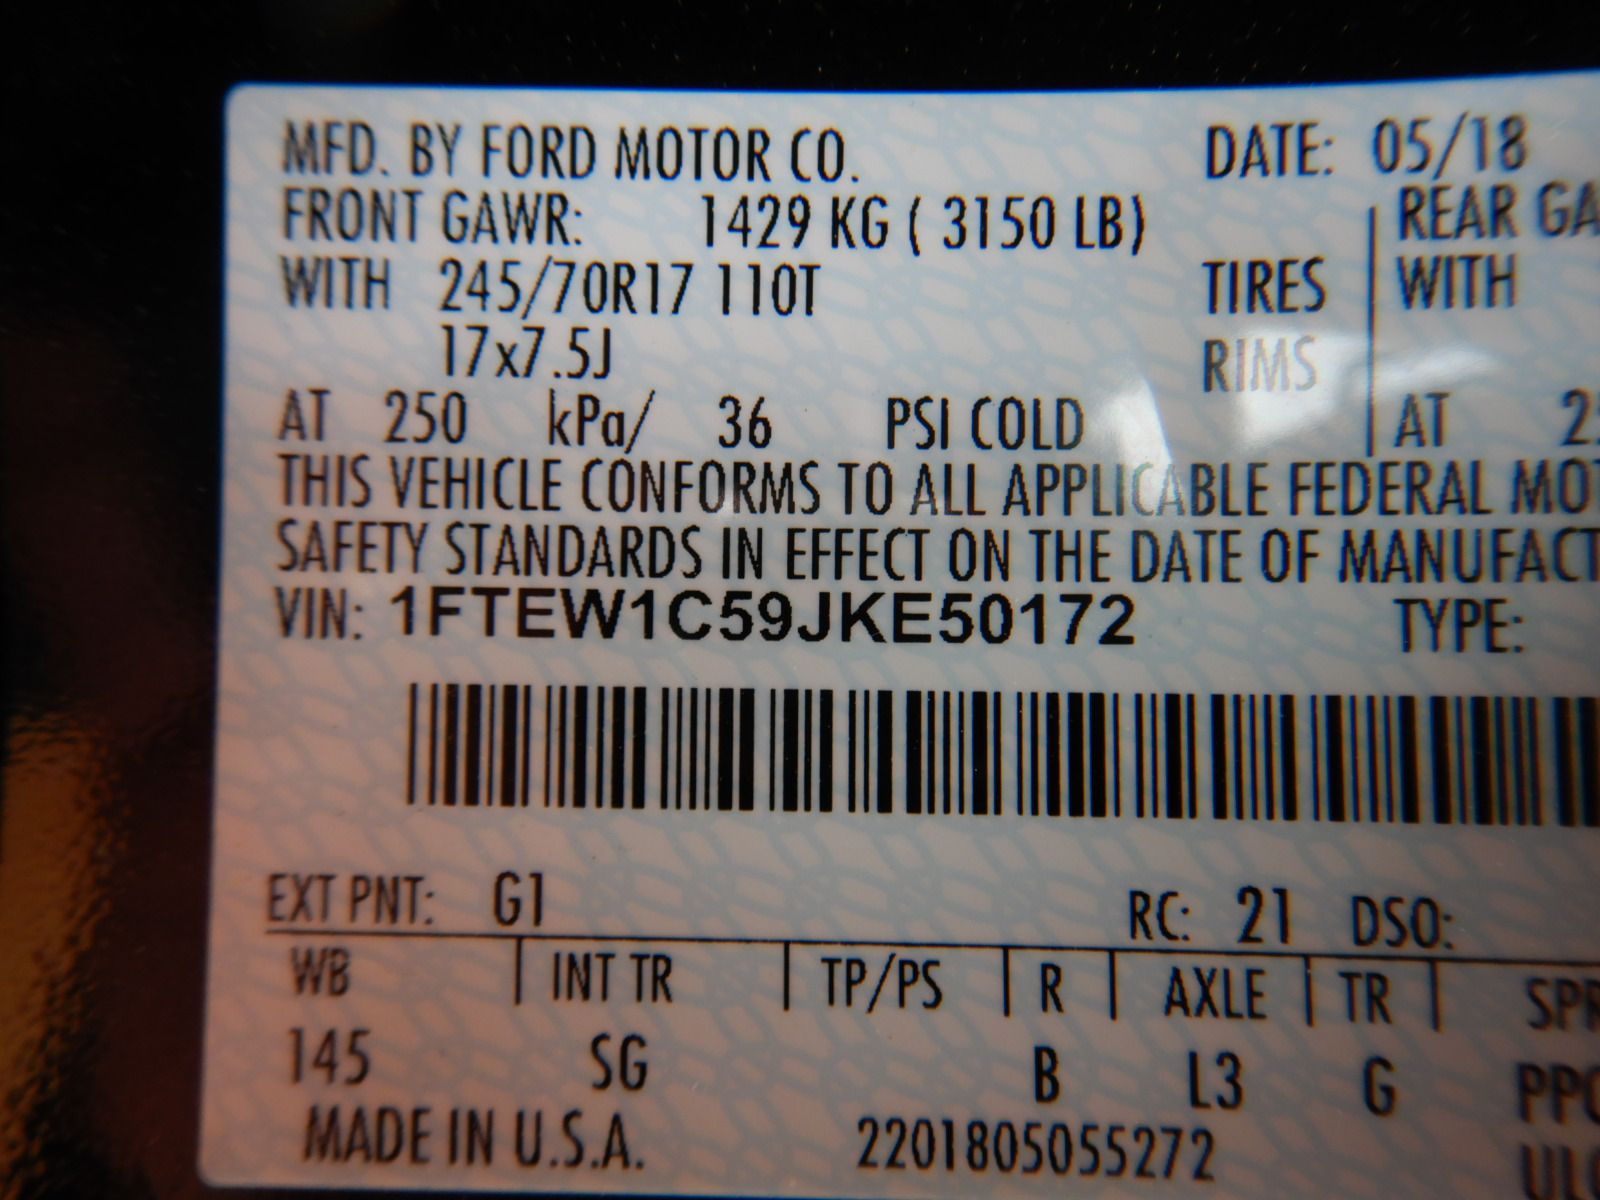 MFD. BY FORD MOTOR CO. DATE: 05/18
FRONT GAWR: 1429 KG ( 3150 LB) REAR
WITH 245/70R17 110T TIRES WITH
17x7.5J RIMS
AT 250 kPa/ 36 PSI COLD AT
THIS VEHICLE CONFORMS TO ALL APPLICABLE FEDERAL
SAFETY STANDARDS IN EFFECT ON THE DATE OF
VIN: 1FTEW1C59JKE50172 TYPE:
EXT PNT: G1 RC: 21 DSO:
WB | INT TR | TP/PS | R | AXLE | TR |
145 SG B L3 G
MADE IN U.S.A. 2201805055272